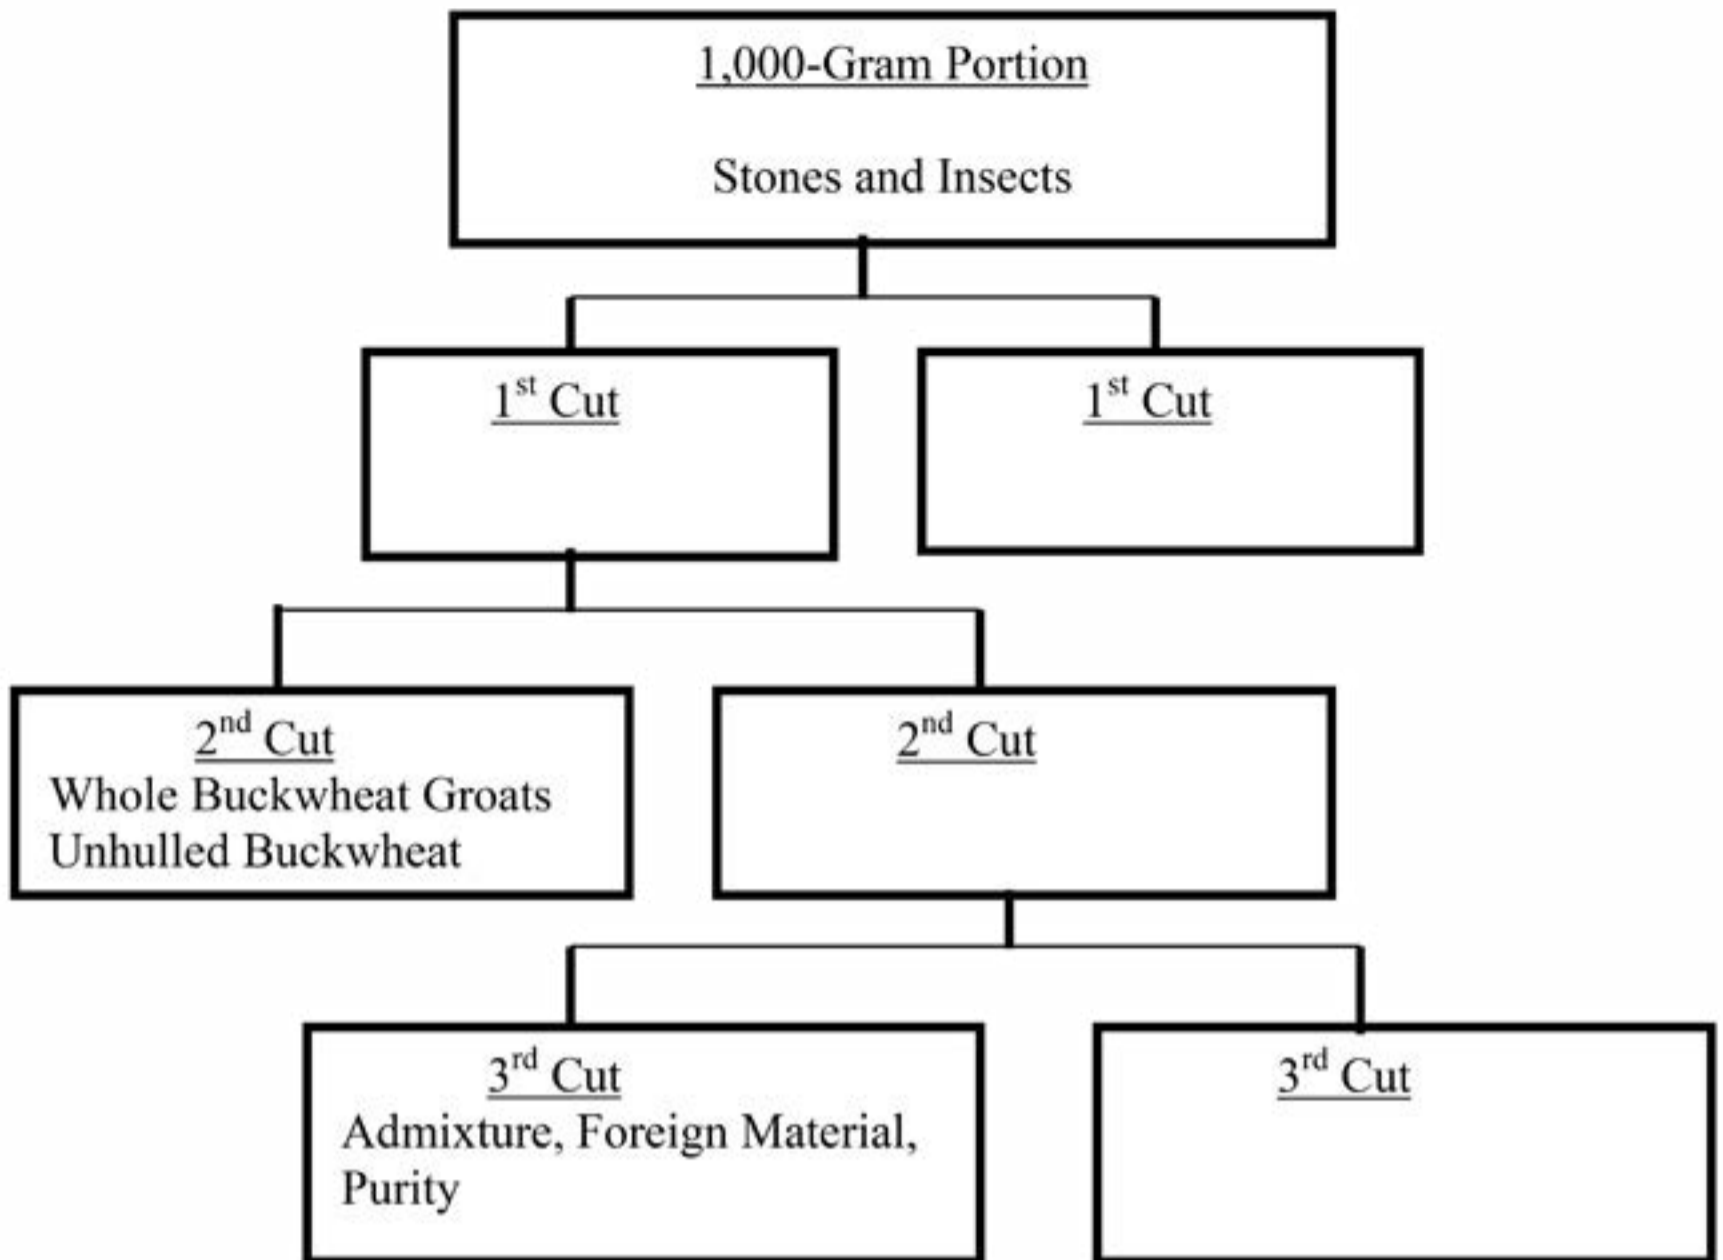 1,000-Gram Portion
Stones and Insects
1st Cut
1st Cut
2nd Cut
Whole Buckwheat Groats
Unhulled Buckwheat
2nd Cut
3rd Cut
Admixture, Foreign Material,
Purity
3rd Cut